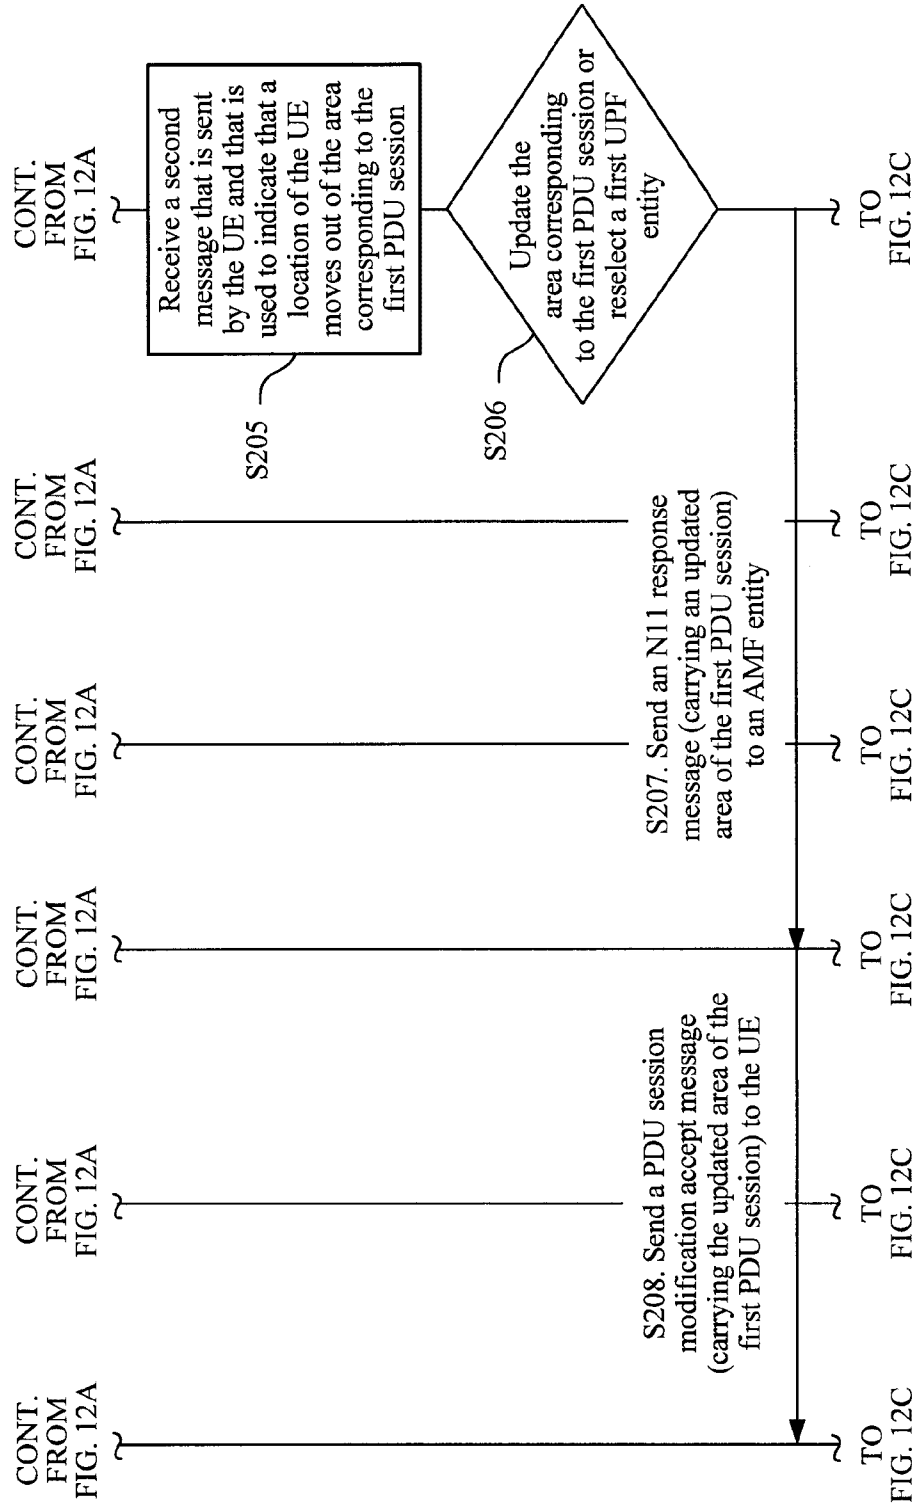 CONT.
FROM
FIG. 12A
CONT.
FROM
FIG. 12A
CONT.
FROM
FIG. 12A
CONT.
FROM
FIG. 12A
CONT.
FROM
FIG. 12A
CONT.
FROM
FIG. 12A
Receive a second
message that is sent
by the UE and that is
used to indicate that a
location of the UE
moves out of the area
corresponding to the
first PDU session
S205
Update the
area corresponding
to the first PDU session or
reselect a first UPF
entity
S206
S207. Send an N11 response
message (carrying an updated
area of the first PDU session)
to an AMF entity
S208. Send a PDU session
modification accept message
(carrying the updated area of the
first PDU session) to the UE
TO
FIG. 12C
TO
FIG. 12C
TO
FIG. 12C
TO
FIG. 12C
TO
FIG. 12C
TO
FIG. 12C